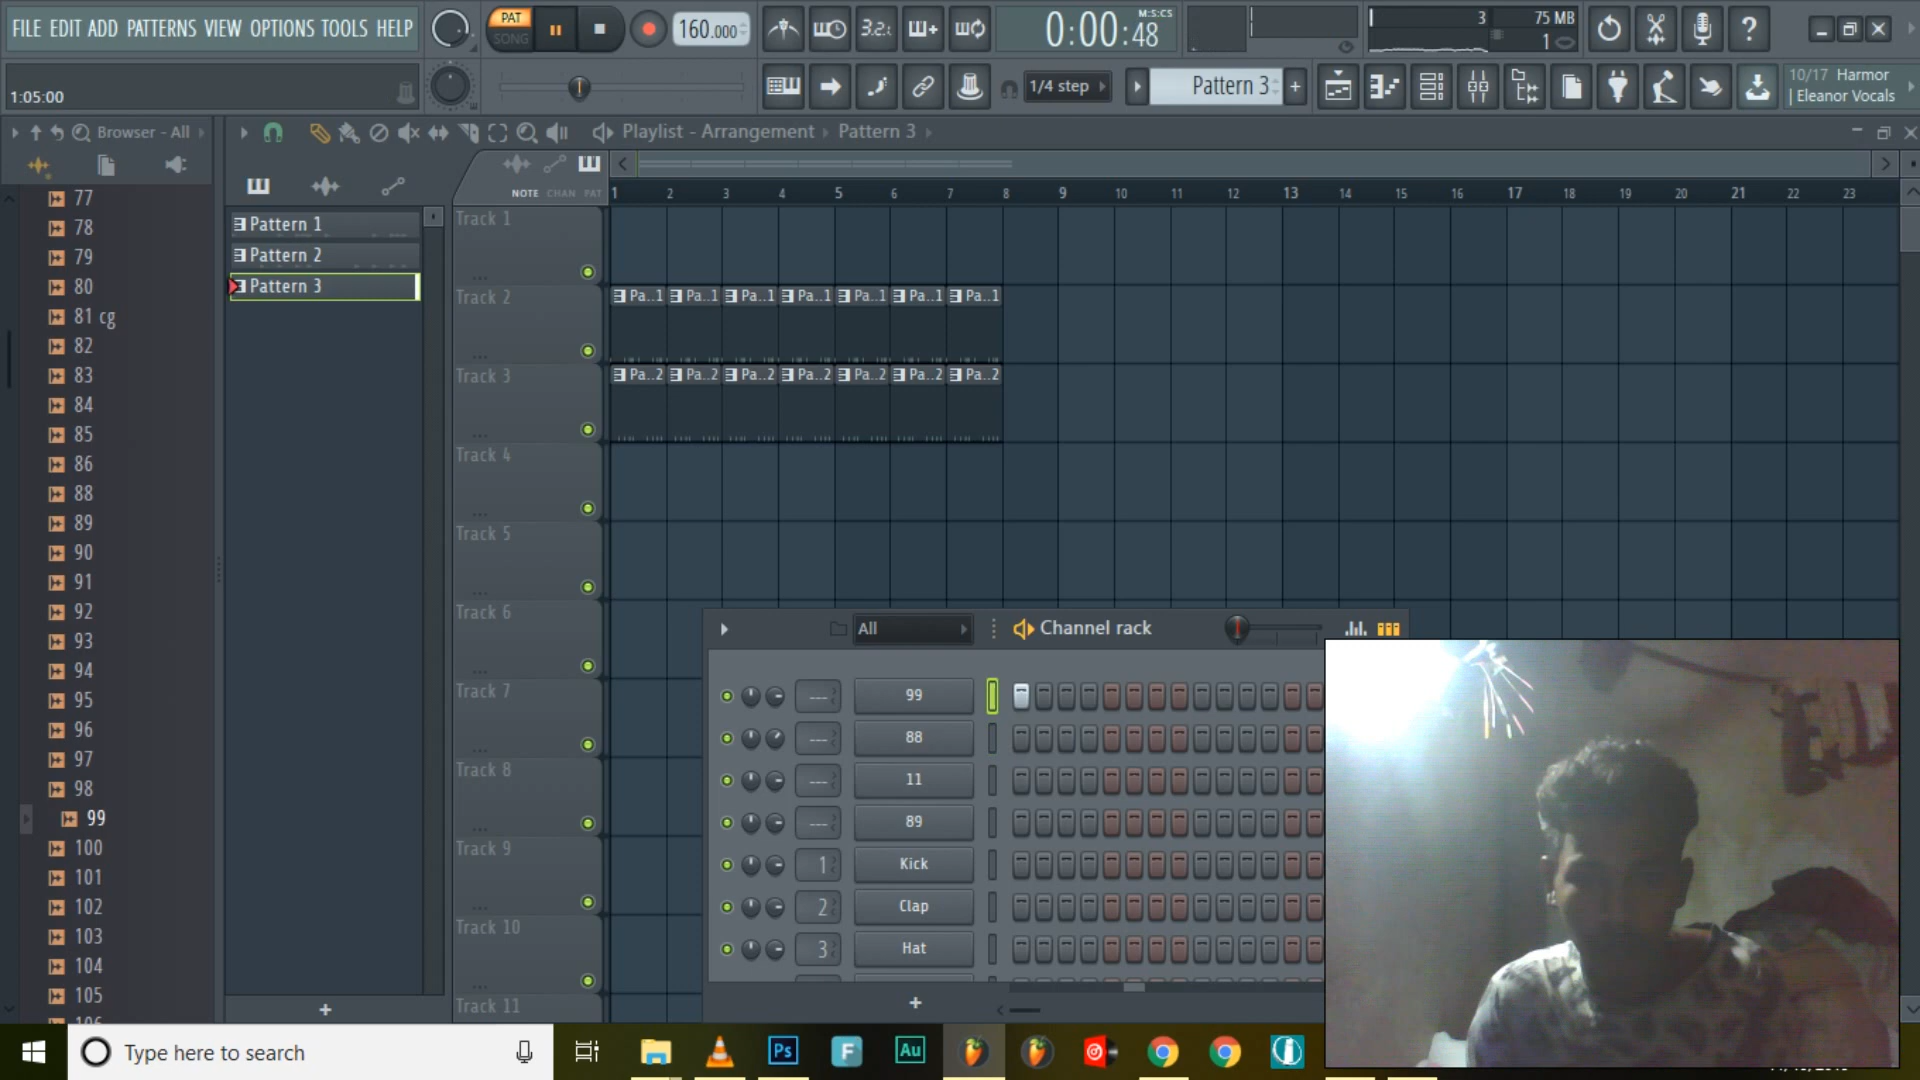 FILE EDIT ADD PATTERNS VIEW OPTIONS TOOLS HELP
PAT
SONG
160.000
3.2.
M:S:CS
0:00:48
3
75 MB
1
1:05:00
1/4 step
Pattern 3
10/17 Harmor
| Eleanor Vocals
Browser - All
Playlist - Arrangement
Pattern 3
NOTE CHAN PAT
1 2 3 4 5 6 7 8 9 10 11 12 13 14 15 16 17 18 19 20 21 22 23
77
78
79
80
81 cg
82
83
84
85
86
88
89
90
91
92
93
94
95
96
97
98
99
100
101
102
103
104
105
106
Pattern 1
Pattern 2
Pattern 3
Track 1
Track 2
Pa..1 Pa..1 Pa..1 Pa..1 Pa..1 Pa..1 Pa..1
Track 3
Pa..2 Pa..2 Pa..2 Pa..2 Pa..2 Pa..2 Pa..2
Track 4
Track 5
Track 6
Track 7
Track 8
Track 9
Track 10
Track 11
All
Channel rack
99
88
11
89
1 Kick
2 Clap
3 Hat
Type here to search
Ps
F
Au